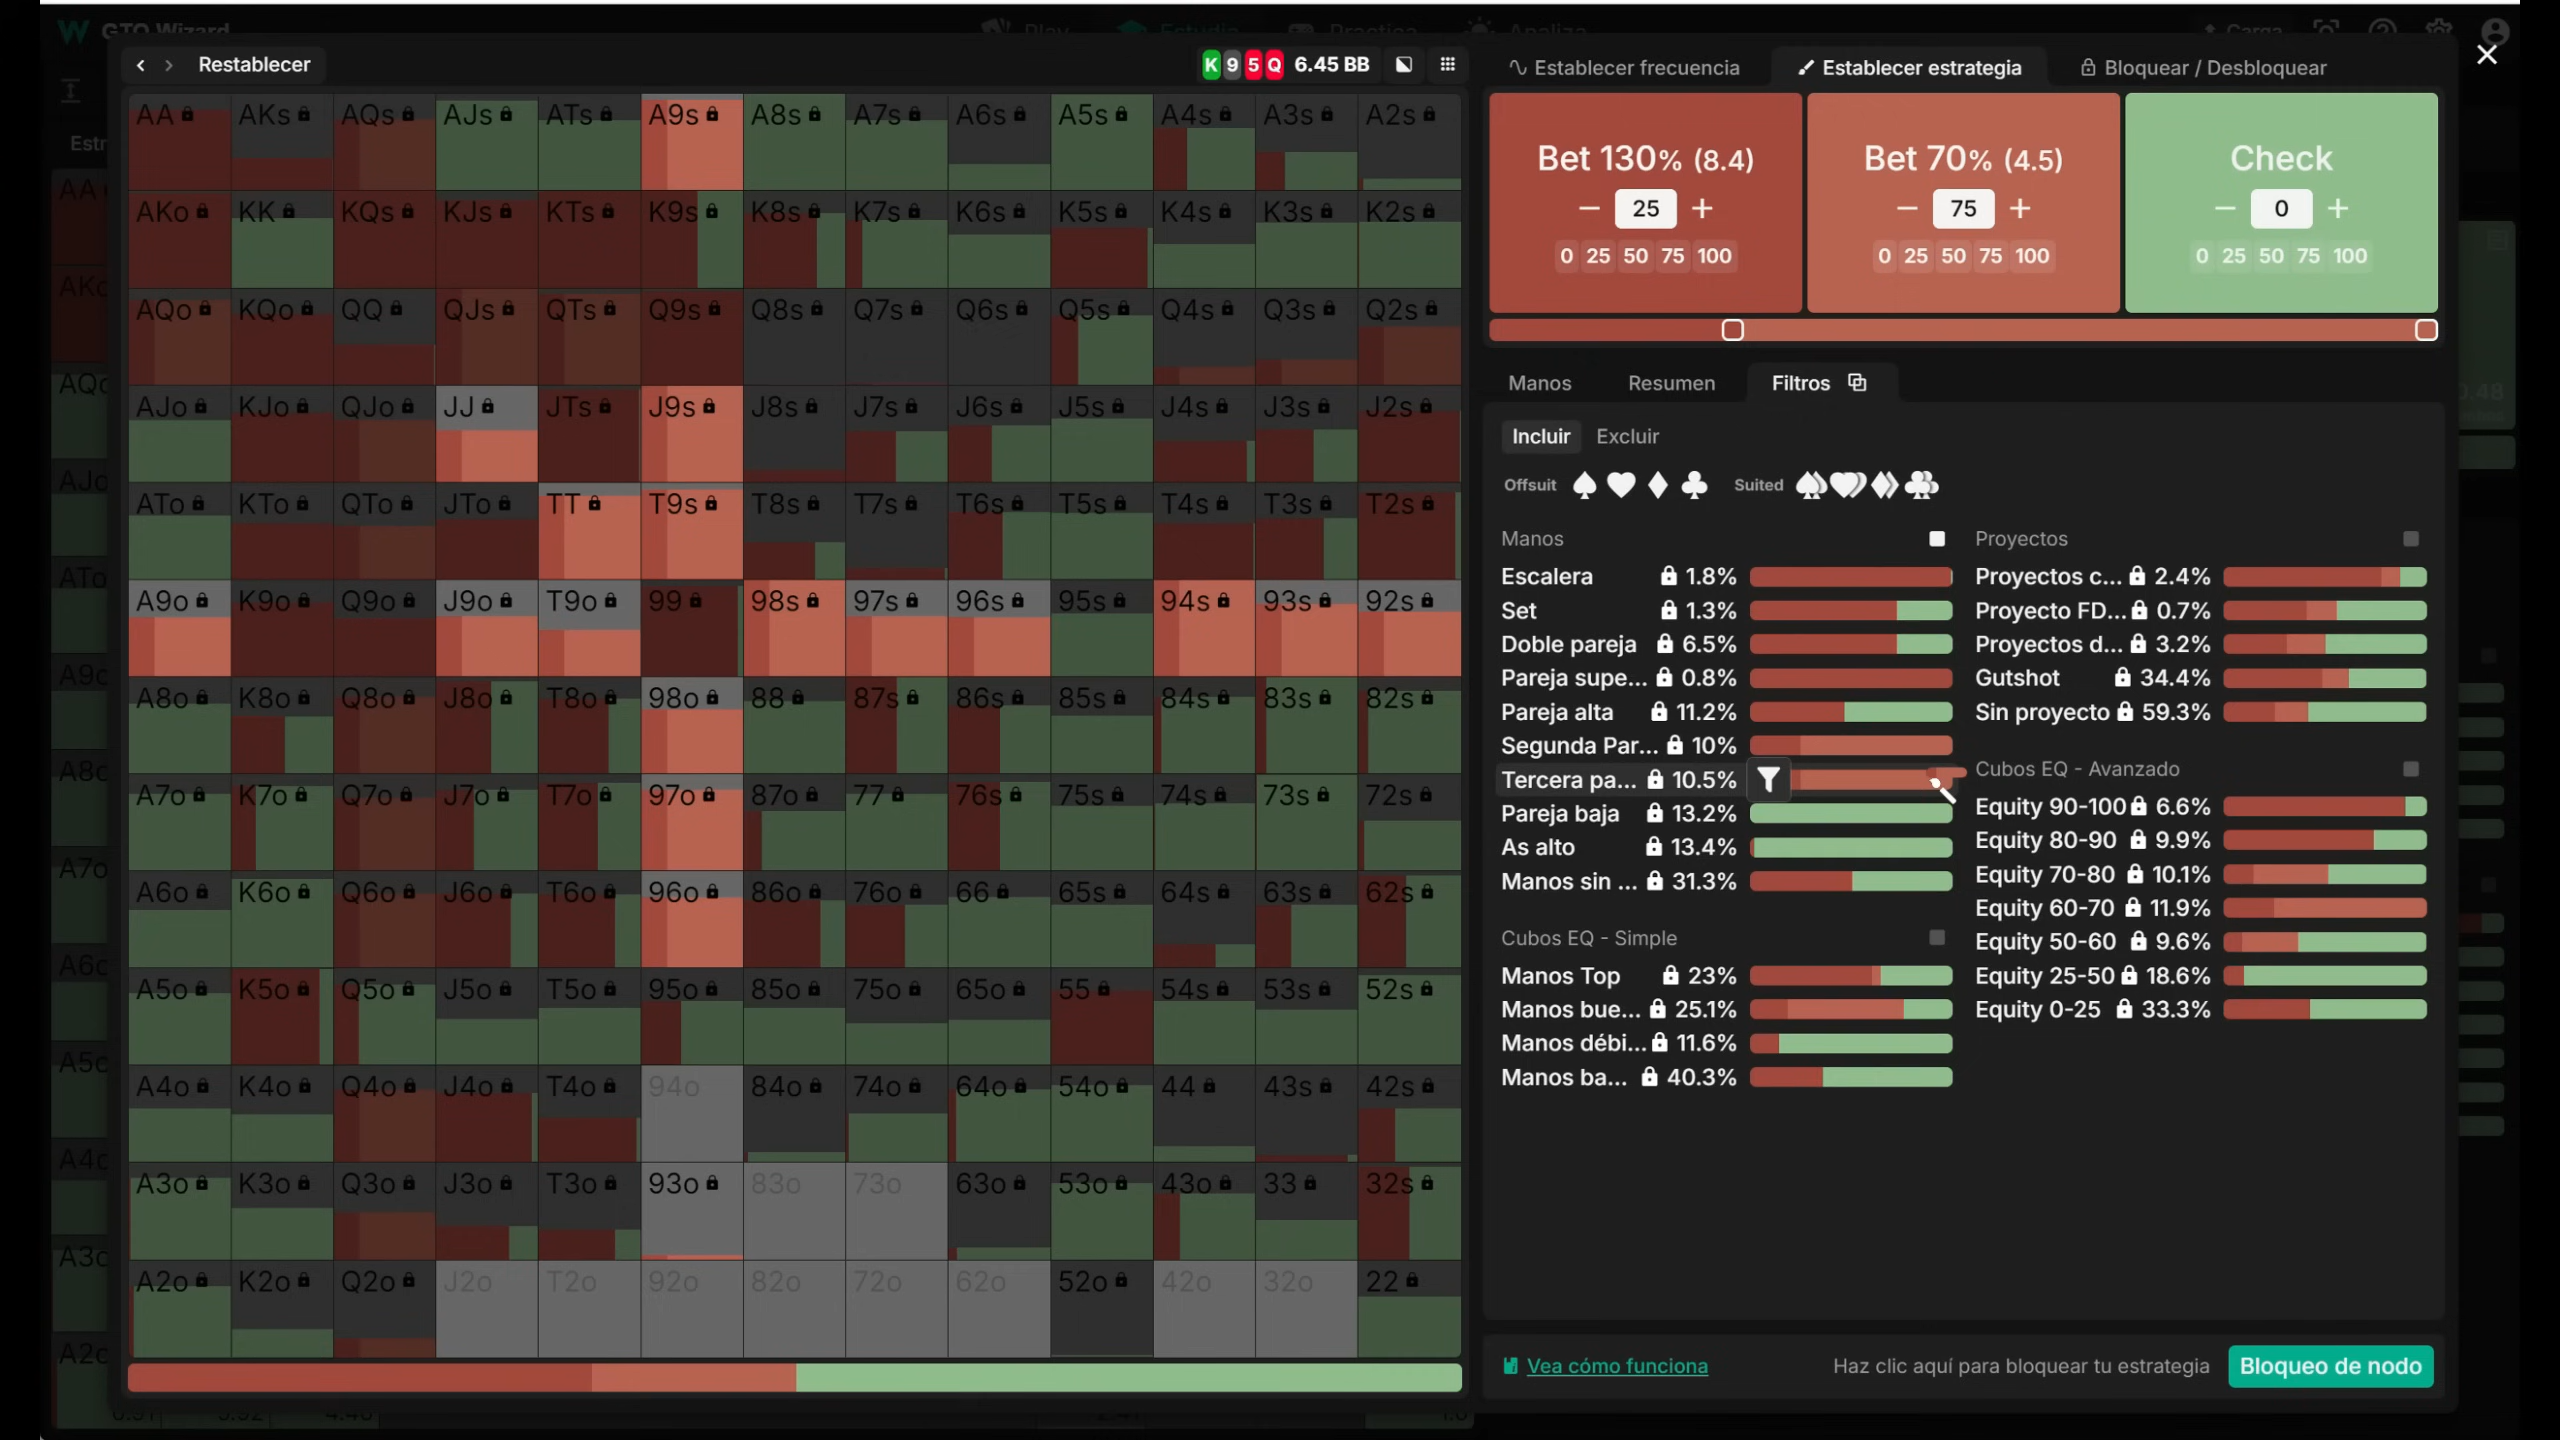 GTO Wizard
Play
Estudia
Practica
Analiza
Carga
Restablecer
K 9 5 Q 6.45 BB
Establecer frecuencia
Establecer estrategia
Bloquear / Desbloquear
Estr
AA AKs AQs AJs ATs A9s A8s A7s A6s A5s A4s A3s A2s
AKo KK KQs KJs KTs K9s K8s K7s K6s K5s K4s K3s K2s
AQo KQo QQ QJs QTs Q9s Q8s Q7s Q6s Q5s Q4s Q3s Q2s
AJo KJo QJo JJ JTs J9s J8s J7s J6s J5s J4s J3s J2s
ATo KTo QTo JTo TT T9s T8s T7s T6s T5s T4s T3s T2s
A9o K9o Q9o J9o T9o 99 98s 97s 96s 95s 94s 93s 92s
A8o K8o Q8o J8o T8o 98o 88 87s 86s 85s 84s 83s 82s
A7o K7o Q7o J7o T7o 97o 87o 77 76s 75s 74s 73s 72s
A6o K6o Q6o J6o T6o 96o 86o 76o 66 65s 64s 63s 62s
A5o K5o Q5o J5o T5o 95o 85o 75o 65o 55 54s 53s 52s
A4o K4o Q4o J4o T4o 94o 84o 74o 64o 54o 44 43s 42s
A3o K3o Q3o J3o T3o 93o 83o 73o 63o 53o 43o 33 32s
A2o K2o Q2o J2o T2o 92o 82o 72o 62o 52o 42o 32o 22
Bet 130% (8.4)
− 25 +
0 25 50 75 100
Bet 70% (4.5)
− 75 +
0 25 50 75 100
Check
− 0 +
0 25 50 75 100
Manos
Resumen
Filtros
Incluir
Excluir
Offsuit
Suited
Manos
Escalera 1.8%
Set 1.3%
Doble pareja 6.5%
Pareja supe... 0.8%
Pareja alta 11.2%
Segunda Par... 10%
Tercera pa... 10.5%
Pareja baja 13.2%
As alto 13.4%
Manos sin ... 31.3%
Cubos EQ - Simple
Manos Top 23%
Manos bue... 25.1%
Manos débi... 11.6%
Manos ba... 40.3%
Proyectos
Proyectos c... 2.4%
Proyecto FD... 0.7%
Proyectos d... 3.2%
Gutshot 34.4%
Sin proyecto 59.3%
Cubos EQ - Avanzado
Equity 90-100 6.6%
Equity 80-90 9.9%
Equity 70-80 10.1%
Equity 60-70 11.9%
Equity 50-60 9.6%
Equity 25-50 18.6%
Equity 0-25 33.3%
Vea cómo funciona
Haz clic aquí para bloquear tu estrategia
Bloqueo de nodo